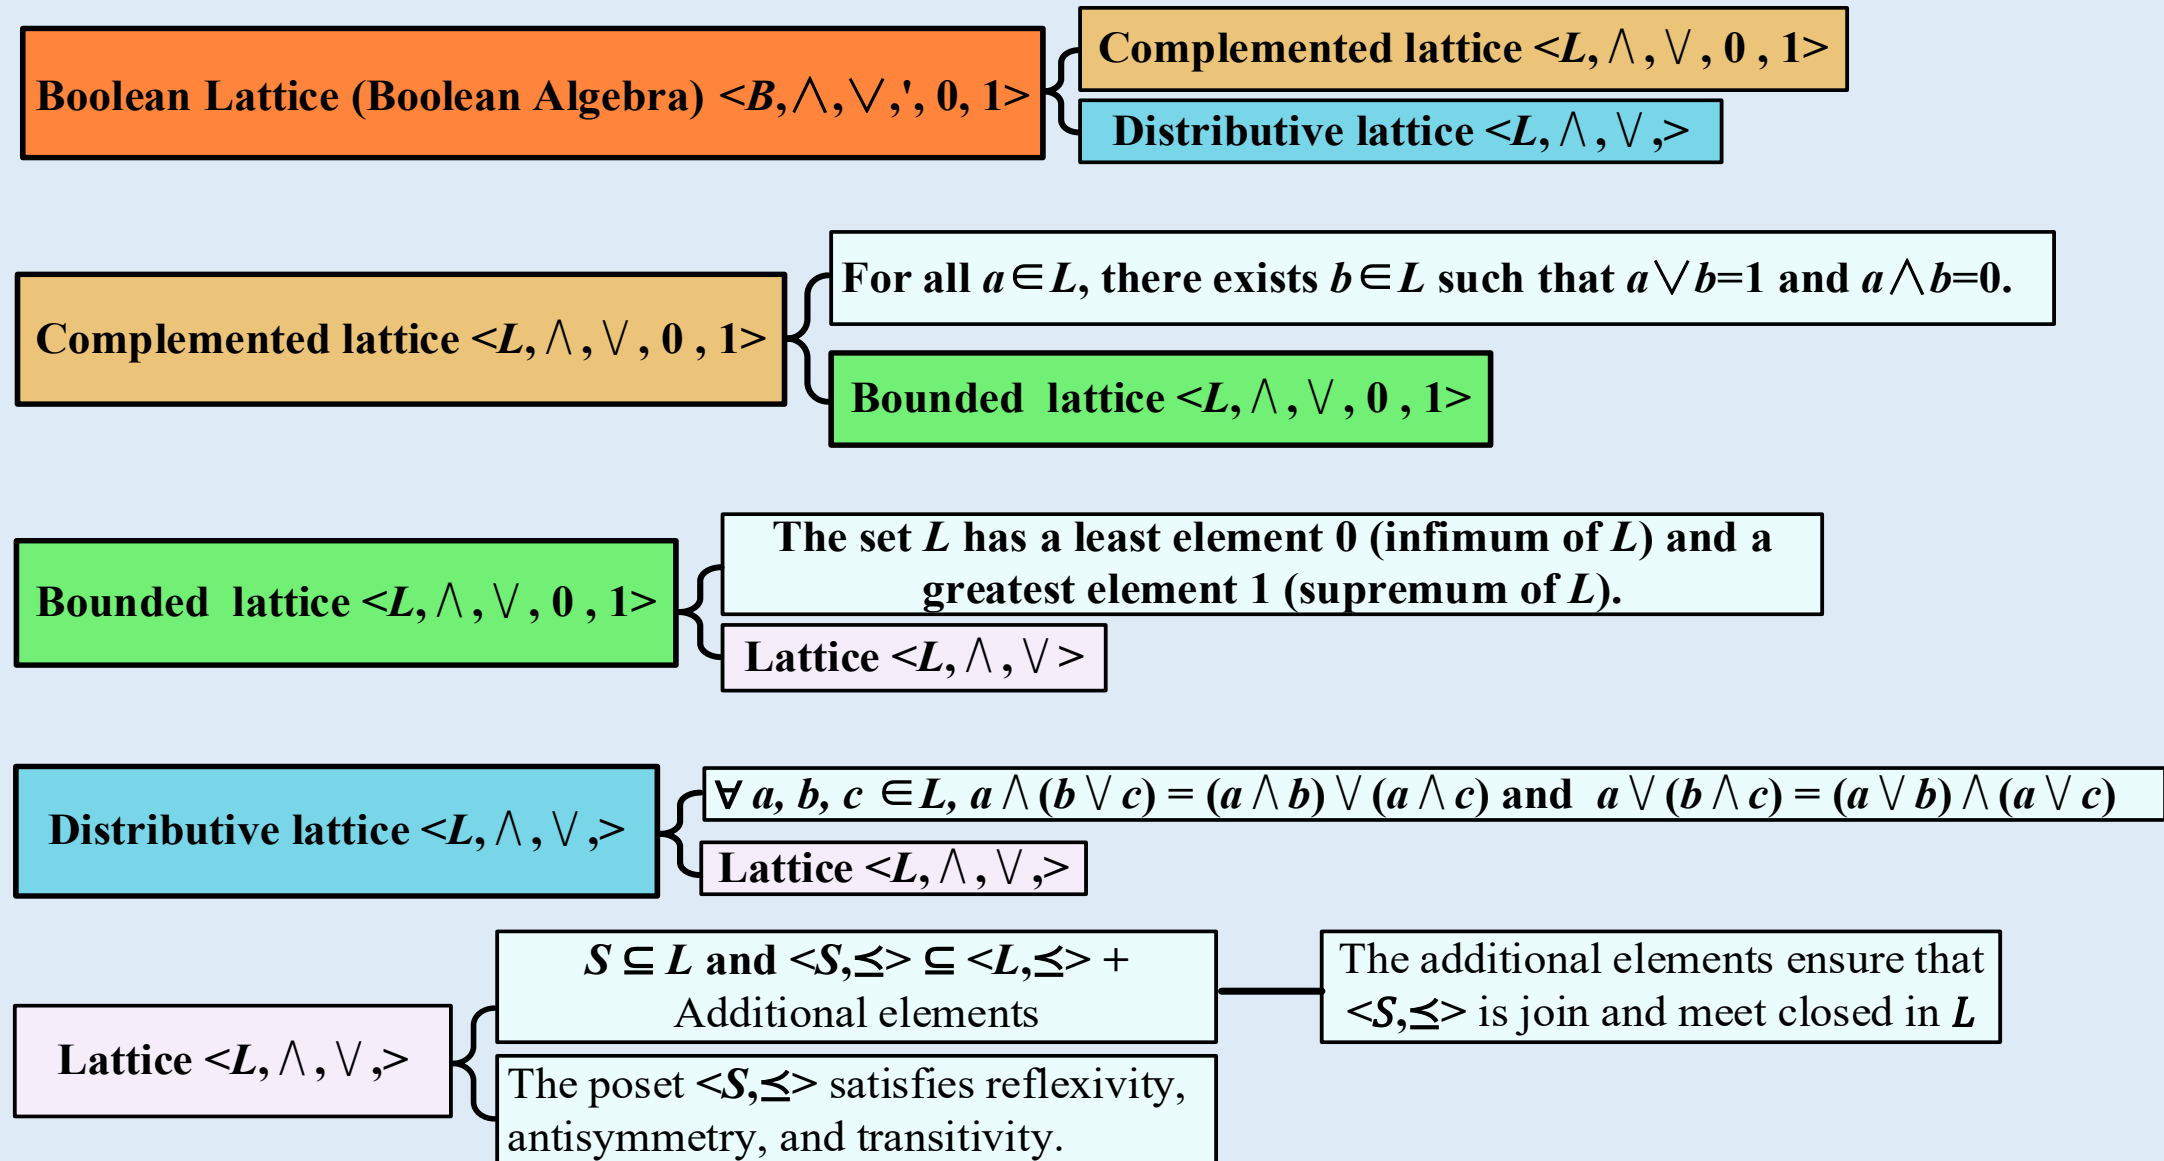 Complemented lattice <L, ∧, ∨, 0 , 1>
Boolean Lattice (Boolean Algebra) <B, ∧, ∨,', 0, 1>
Distributive lattice <L, ∧, ∨,>
For all a∈L, there exists b∈L such that a∨b=1 and a∧b=0.
Complemented lattice <L, ∧, ∨, 0 , 1>
Bounded lattice <L, ∧, ∨, 0 , 1>
The set L has a least element 0 (infimum of L) and a
greatest element 1 (supremum of L).
Bounded lattice <L, ∧, ∨, 0 , 1>
Lattice <L, ∧, ∨>
∀ a, b, c ∈ L, a ∧ (b ∨ c) = (a ∧ b) ∨ (a ∧ c) and a ∨ (b ∧ c) = (a ∨ b) ∧ (a ∨ c)
Distributive lattice <L, ∧, ∨,>
Lattice <L, ∧, ∨,>
S ⊆ L and <S,⪯> ⊆ <L,⪯> +
Additional elements
The additional elements ensure that
<S,⪯> is join and meet closed in L
Lattice <L, ∧, ∨,>
The poset <S,⪯> satisfies reflexivity,
antisymmetry, and transitivity.